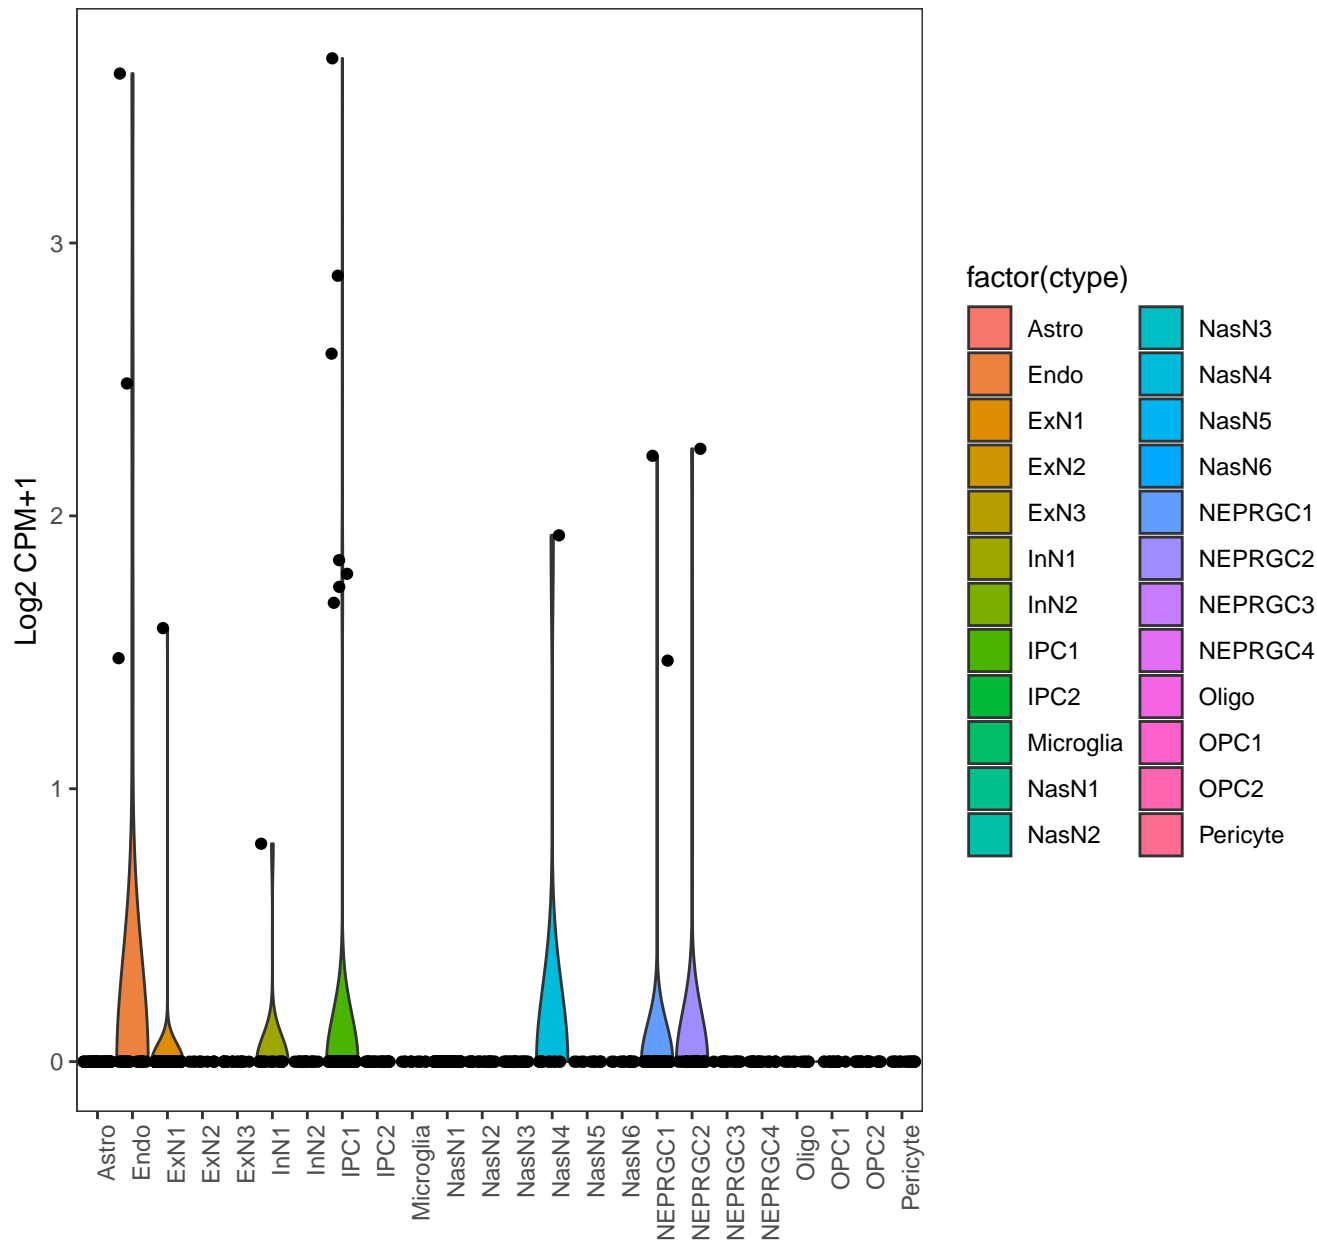 Log2 CPM+1
3
2
1
0
Astro
Endo
ExN1
ExN2
ExN3
InN1
InN2
IPC1
IPC2
Microglia
NasN1
NasN2
NasN3
NasN4
NasN5
NasN6
NEPRGC1
NEPRGC2
NEPRGC3
NEPRGC4
Oligo
OPC1
OPC2
Pericyte
factor(ctype)
Astro
Endo
ExN1
ExN2
ExN3
InN1
InN2
IPC1
IPC2
Microglia
NasN1
NasN2
NasN3
NasN4
NasN5
NasN6
NEPRGC1
NEPRGC2
NEPRGC3
NEPRGC4
Oligo
OPC1
OPC2
Pericyte